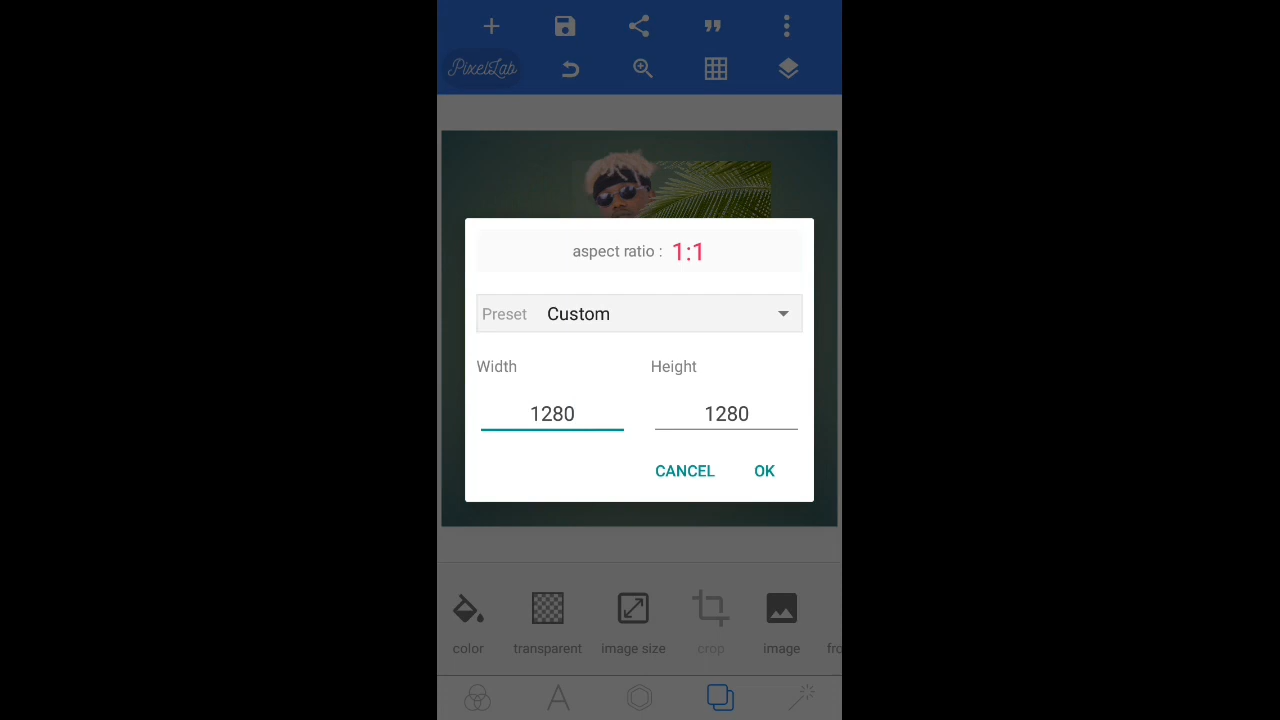 PixelLab
aspect ratio : 1:1
Preset Custom
Width Height
1280 1280
CANCEL OK
color transparent image size crop image fro